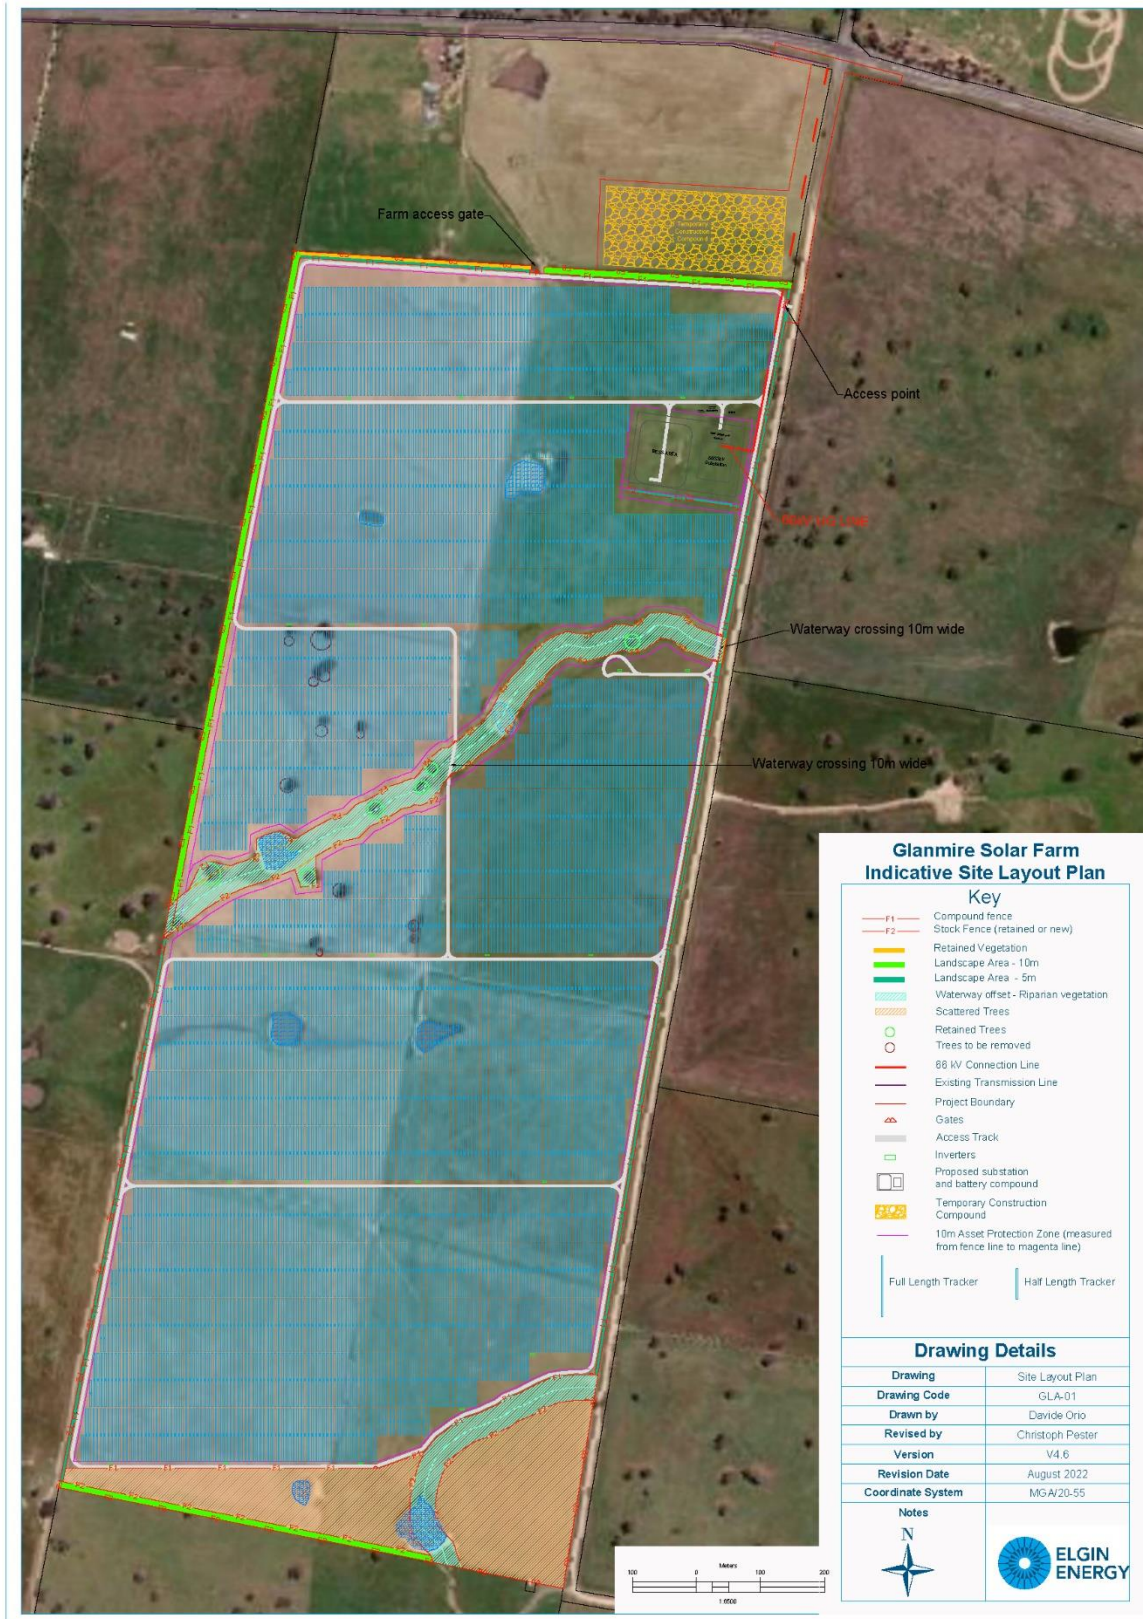 Farm access gate
Temporary
Construction
Compound
Access point
Waterway crossing 10m wide
Waterway crossing 10m wide
Glanmire Solar Farm
Indicative Site Layout Plan
Key
F1 Compound fence
F2 Stock Fence (retained or new)
Retained Vegetation
Landscape Area - 10m
Landscape Area - 5m
Waterway offset - Riparian vegetation
Scattered Trees
Retained Trees
Trees to be removed
66 kV Connection Line
Existing Transmission Line
Project Boundary
Gates
Access Track
Inverters
Proposed substation
and battery compound
Temporary Construction
Compound
10m Asset Protection Zone (measured
from fence line to magenta line)
Full Length Tracker
Half Length Tracker
Drawing Details
Drawing Site Layout Plan
Drawing Code GLA-01
Drawn by Davide Orio
Revised by Christoph Pester
Version V4.6
Revision Date August 2022
Coordinate System MGA/20-55
Notes
N
ELGIN
ENERGY
Meters
100 0 100 200